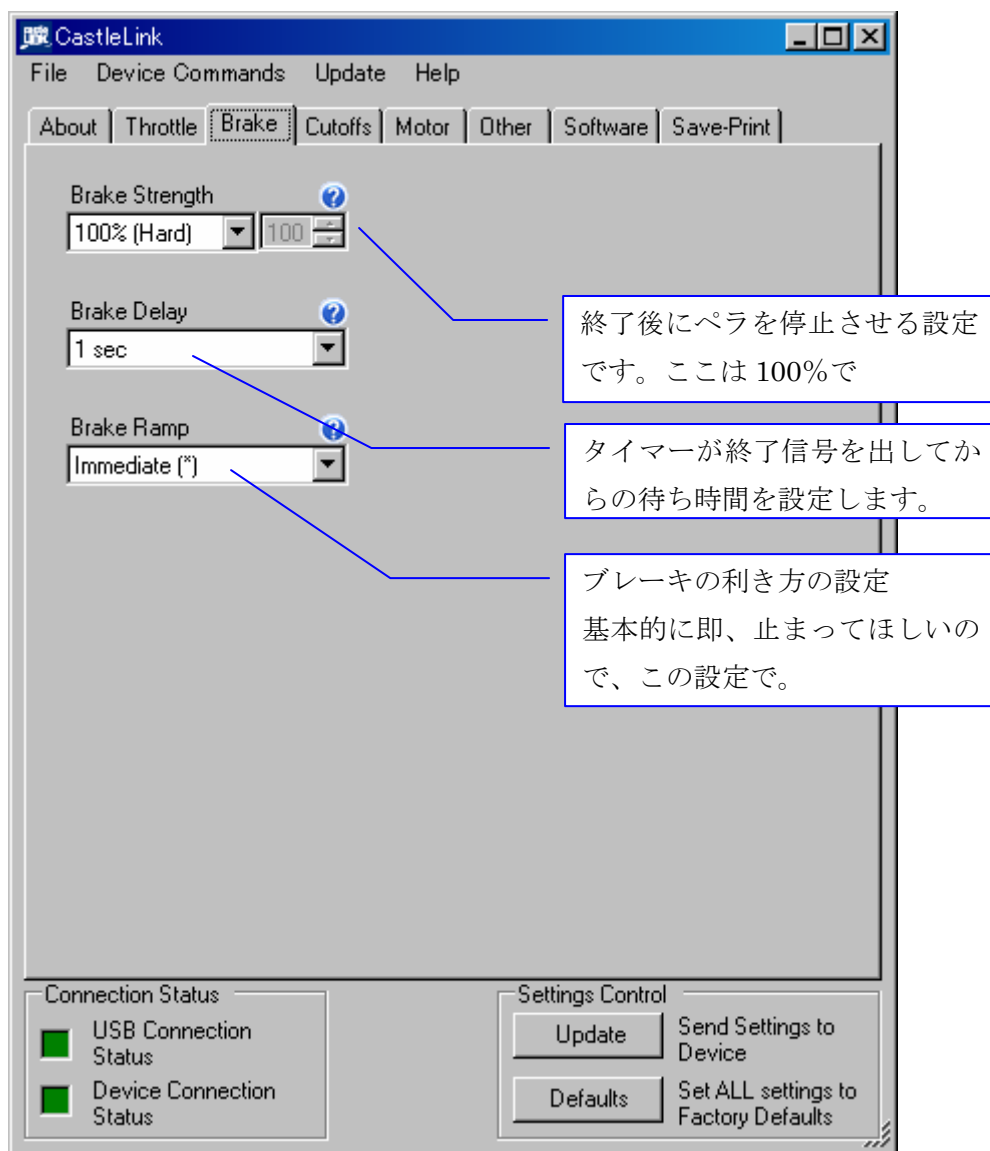 CastleLink
File Device Commands Update Help
About Throttle Brake Cutoffs Motor Other Software Save-Print
Brake Strength
100% (Hard) 100
Brake Delay
1 sec
Brake Ramp
Immediate (*)
終了後にペラを停止させる設定
です。ここは 100%で
タイマーが終了信号を出してか
らの待ち時間を設定します。
ブレーキの利き方の設定
基本的に即、止まってほしいの
で、この設定で。
Connection Status
USB Connection
Status
Device Connection
Status
Settings Control
Update
Send Settings to
Device
Defaults
Set ALL settings to
Factory Defaults